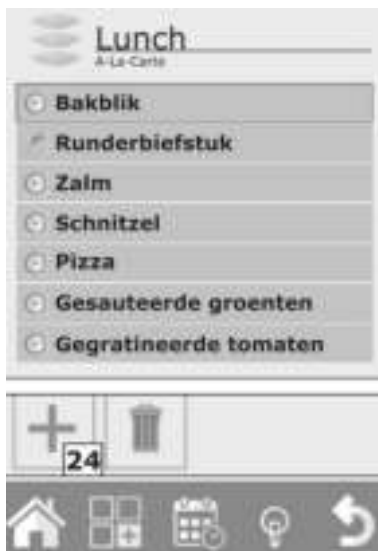 Lunch
A-La-Carte
Bakblik
Runderbiefstuk
Zalm
Schnitzel
Pizza
Gesauteerde groenten
Gegratineerde tomaten
24